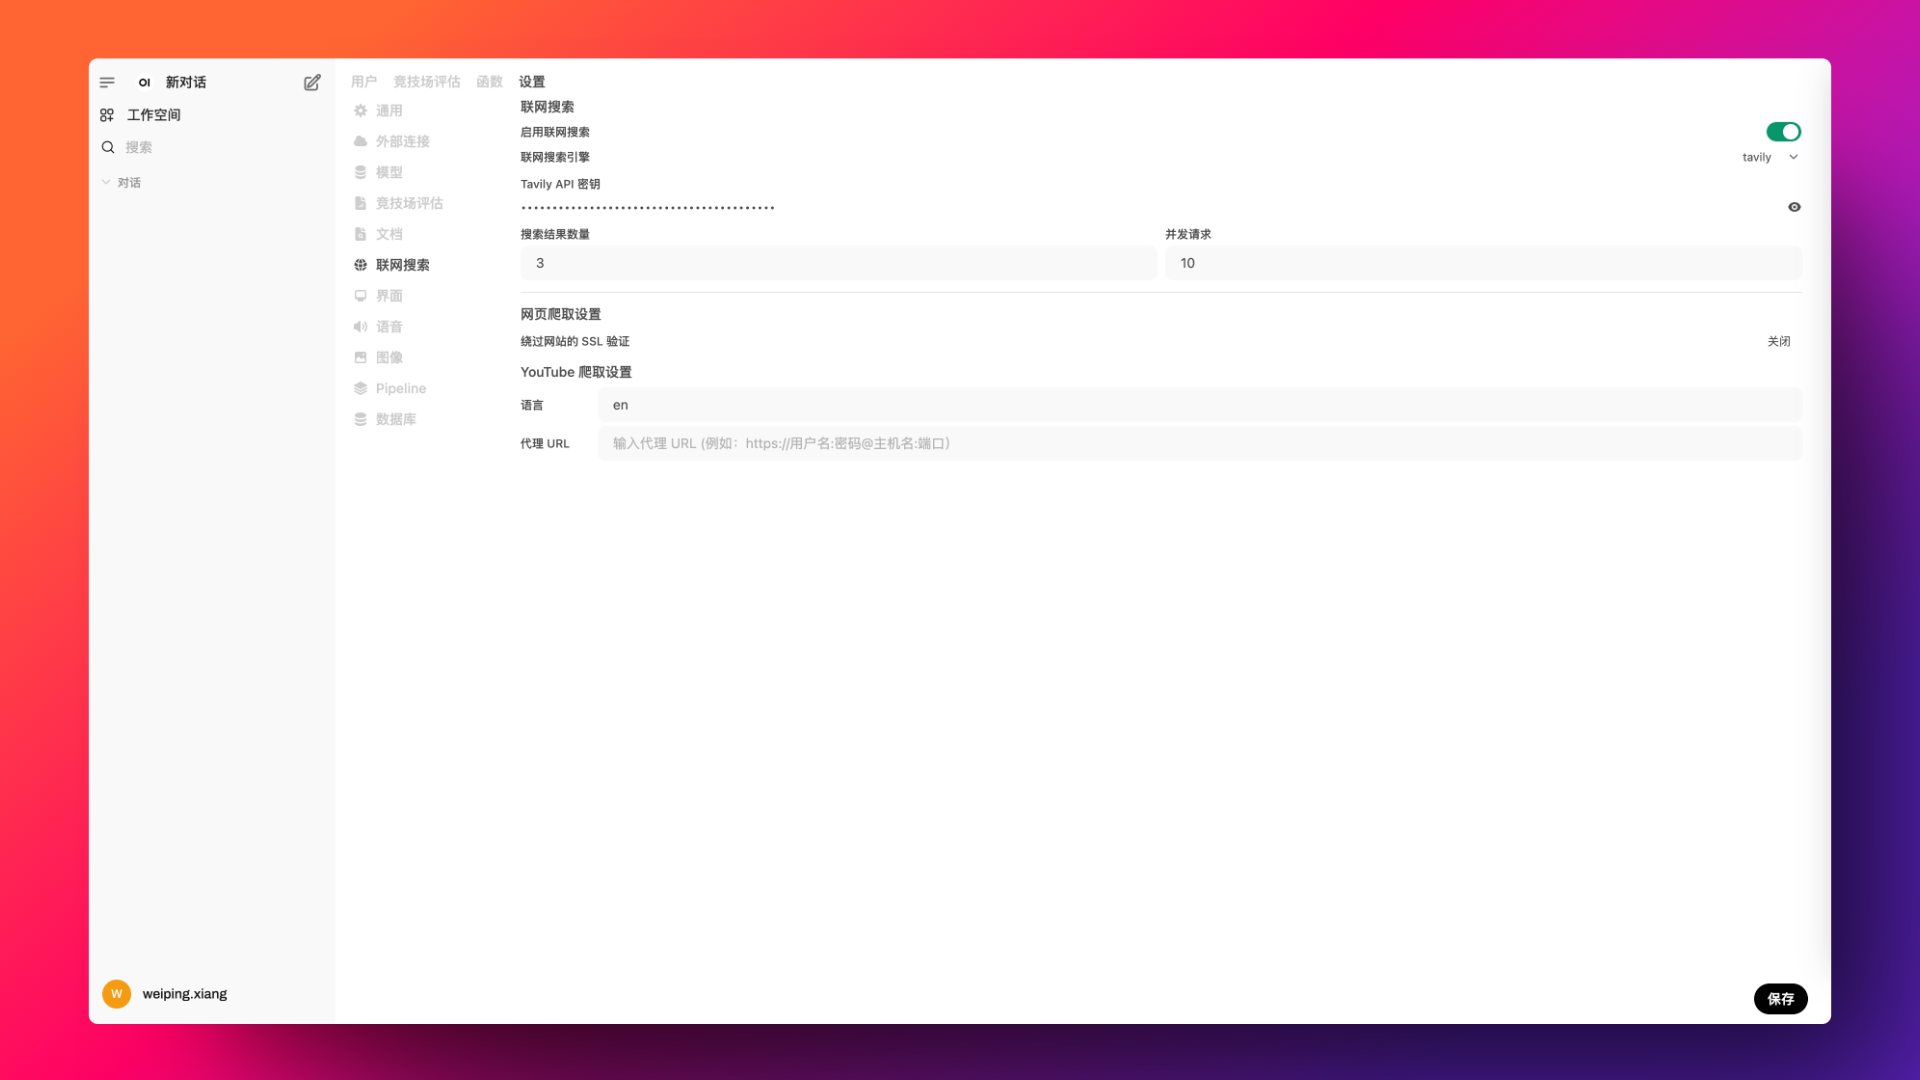 OI 新对话
工作空间
搜索
对话
weiping.xiang
W
用户 竞技场评估 函数 设置
通用
外部连接
模型
竞技场评估
文档
联网搜索
界面
语音
图像
Pipeline
数据库
联网搜索
启用联网搜索
联网搜索引擎 tavily
Tavily API 密钥
••••••••••••••••••••••••••••••••••••••••
搜索结果数量 并发请求
3 10
网页爬取设置
绕过网站的 SSL 验证 关闭
YouTube 爬取设置
语言 en
代理 URL 输入代理 URL (例如：https://用户名:密码@主机名:端口）
保存